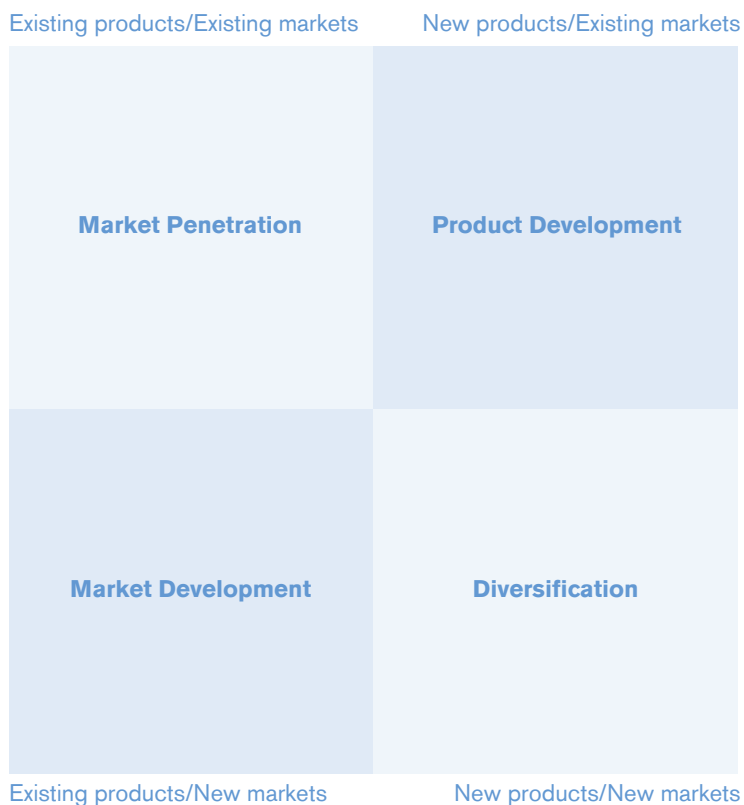 Existing products/Existing markets
New products/Existing markets
Market Penetration
Product Development
Market Development
Diversification
Existing products/New markets
New products/New markets